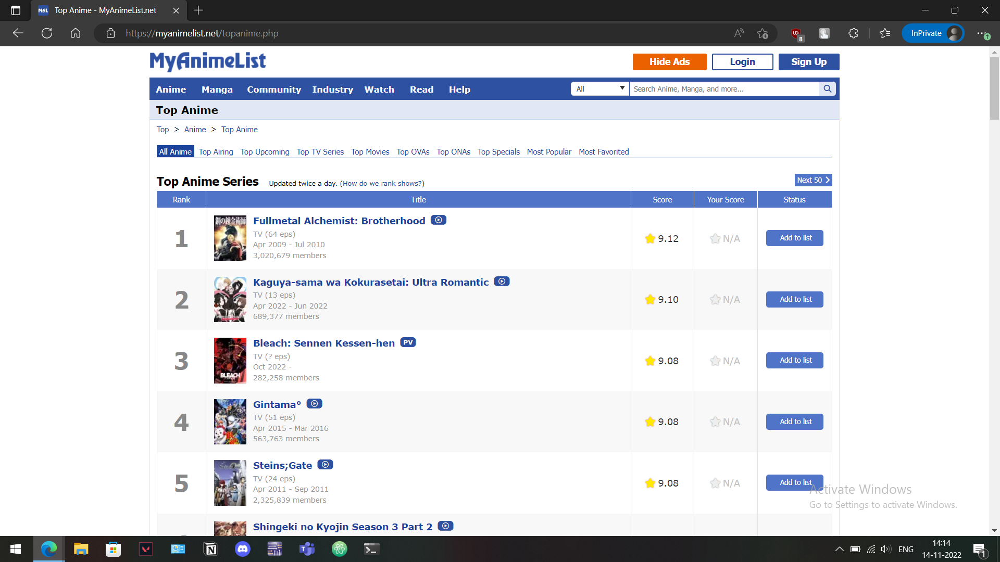 Top Anime - MyAnimeList.net
https://myanimelist.net/topanime.php
8
InPrivate
MyAnimeList
Hide Ads
Login
Sign Up
Anime Manga Community Industry Watch Read Help
All
Search Anime, Manga, and more...
Top Anime
Top > Anime > Top Anime
All Anime Top Airing Top Upcoming Top TV Series Top Movies Top OVAs Top ONAs Top Specials Most Popular Most Favorited
Top Anime Series Updated twice a day. (How do we rank shows?)
Next 50
Rank Title Score Your Score Status
1
Fullmetal Alchemist: Brotherhood
TV (64 eps)
Apr 2009 - Jul 2010
3,020,679 members
9.12
N/A
Add to list
2
Kaguya-sama wa Kokurasetai: Ultra Romantic
TV (13 eps)
Apr 2022 - Jun 2022
689,377 members
9.10
N/A
Add to list
3
Bleach: Sennen Kessen-hen PV
TV (? eps)
Oct 2022 -
282,258 members
BLEACH
9.08
N/A
Add to list
4
Gintama°
TV (51 eps)
Apr 2015 - Mar 2016
563,763 members
9.08
N/A
Add to list
5
Steins;Gate
TV (24 eps)
Apr 2011 - Sep 2011
2,325,839 members
9.08
N/A
Add to list
Shingeki no Kyojin Season 3 Part 2
Activate Windows
Go to Settings to activate Windows.
ENG
14:14
14-11-2022
1